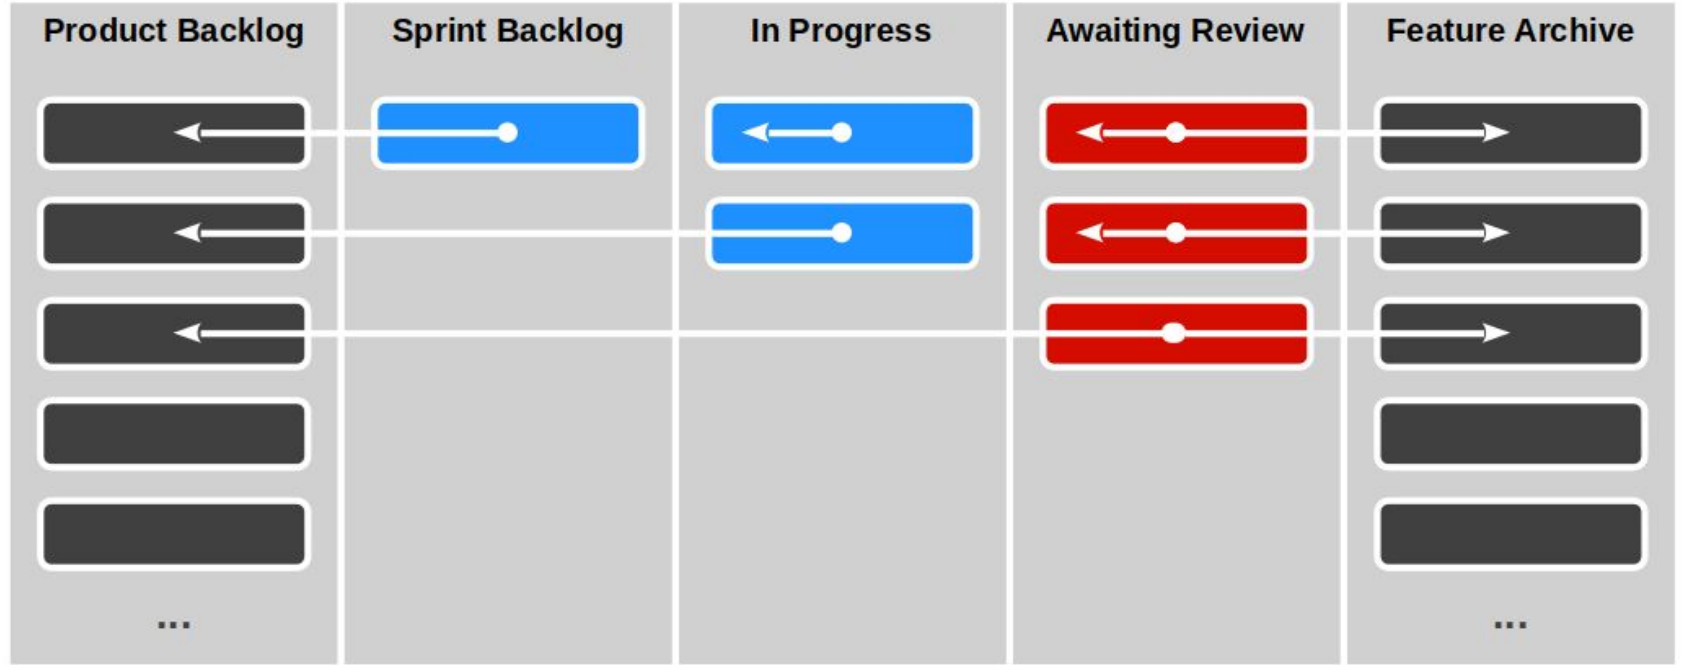 Product Backlog
Sprint Backlog
In Progress
Awaiting Review
Feature Archive
...
...